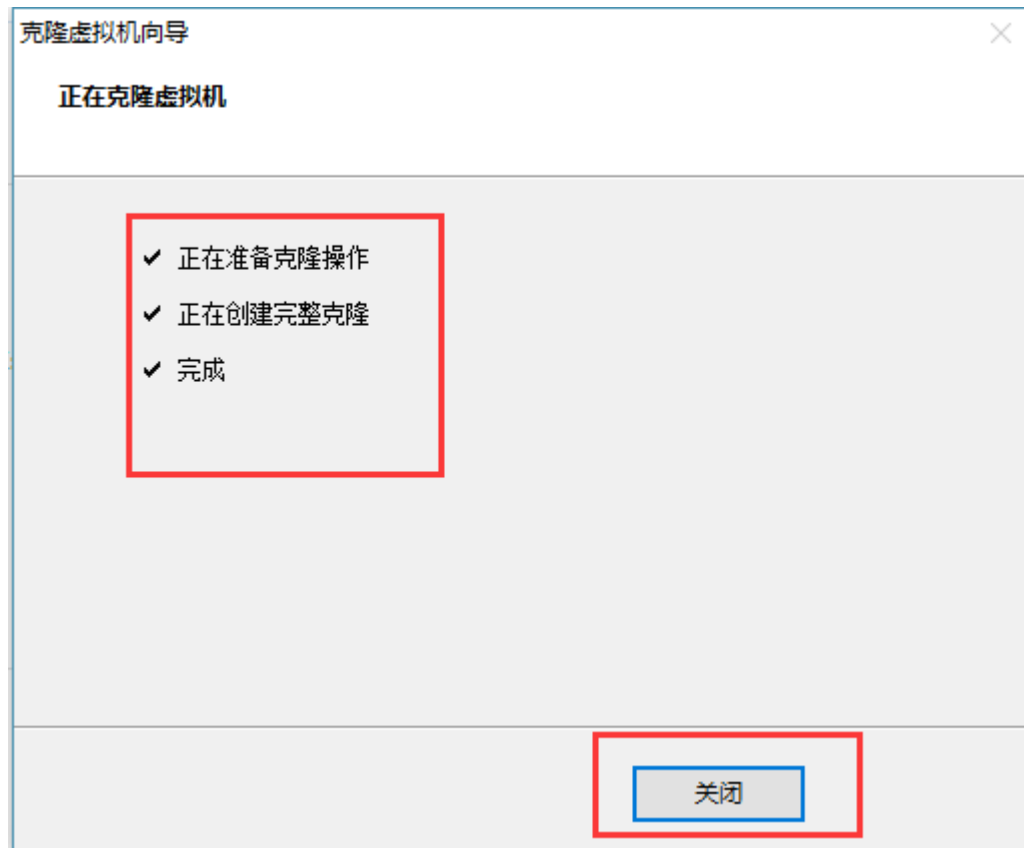 克隆虚拟机向导
正在克隆虚拟机
正在准备克隆操作
正在创建完整克隆
完成
关闭